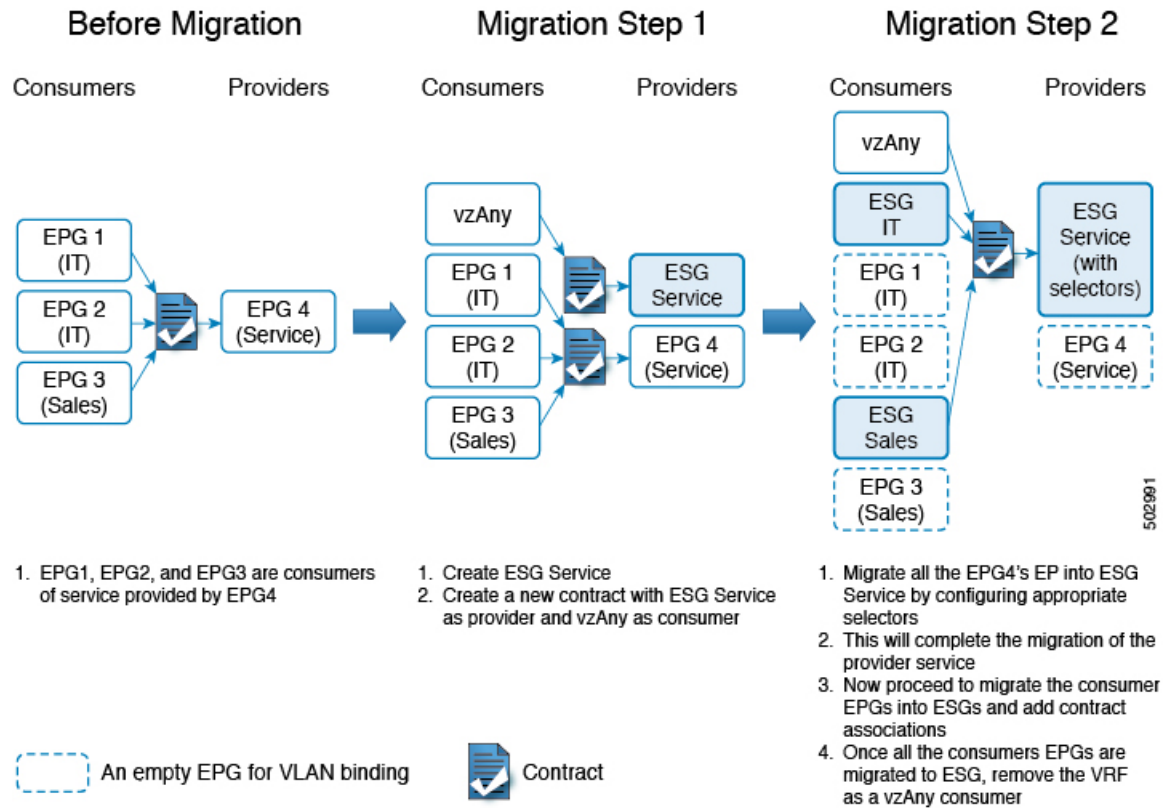 Before Migration
Consumers
Providers
EPG 1
(IT)
EPG 2
(IT)
EPG 3
(Sales)
EPG 4
(Service)
1. EPG1, EPG2, and EPG3 are consumers
of service provided by EPG4
Migration Step 1
Consumers
Providers
vzAny
EPG 1
(IT)
EPG 2
(IT)
EPG 3
(Sales)
ESG
Service
EPG 4
(Service)
1. Create ESG Service
2. Create a new contract with ESG Service
as provider and vzAny as consumer
Migration Step 2
Consumers
Providers
vzAny
ESG
IT
EPG 1
(IT)
EPG 2
(IT)
ESG
Sales
EPG 3
(Sales)
ESG
Service
(with
selectors)
EPG 4
(Service)
502991
1. Migrate all the EPG4's EP into ESG
Service by configuring appropriate
selectors
2. This will complete the migration of the
provider service
3. Now proceed to migrate the consumer
EPGs into ESGs and add contract
associations
4. Once all the consumers EPGs are
migrated to ESG, remove the VRF
as a vzAny consumer
An empty EPG for VLAN binding
Contract